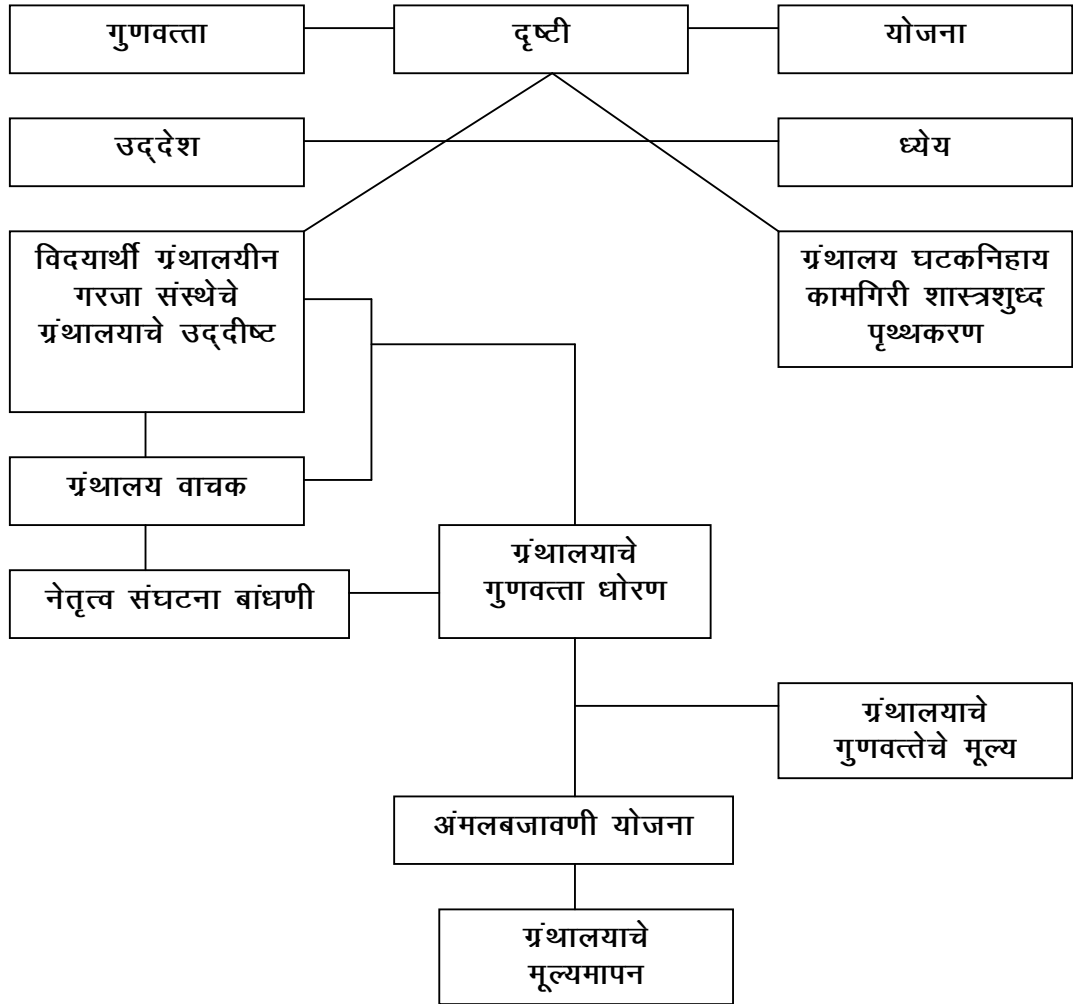 गुणवत्ता
दृष्टी
योजना
उद्‌देश
ध्येय
विदयार्थी ग्रंथालयीन
गरजा संस्थेचे
ग्रंथालयाचे उद्‌दीष्ट
ग्रंथालय घटकनिहाय
कामगिरी शास्त्रशुध्द
पृथ्थकरण
ग्रंथालय वाचक
नेतृत्व संघटना बांधणी
ग्रंथालयाचे
गुणवत्ता धोरण
ग्रंथालयाचे
गुणवत्तेचे मूल्य
अंमलबजावणी योजना
ग्रंथालयाचे
मूल्यमापन